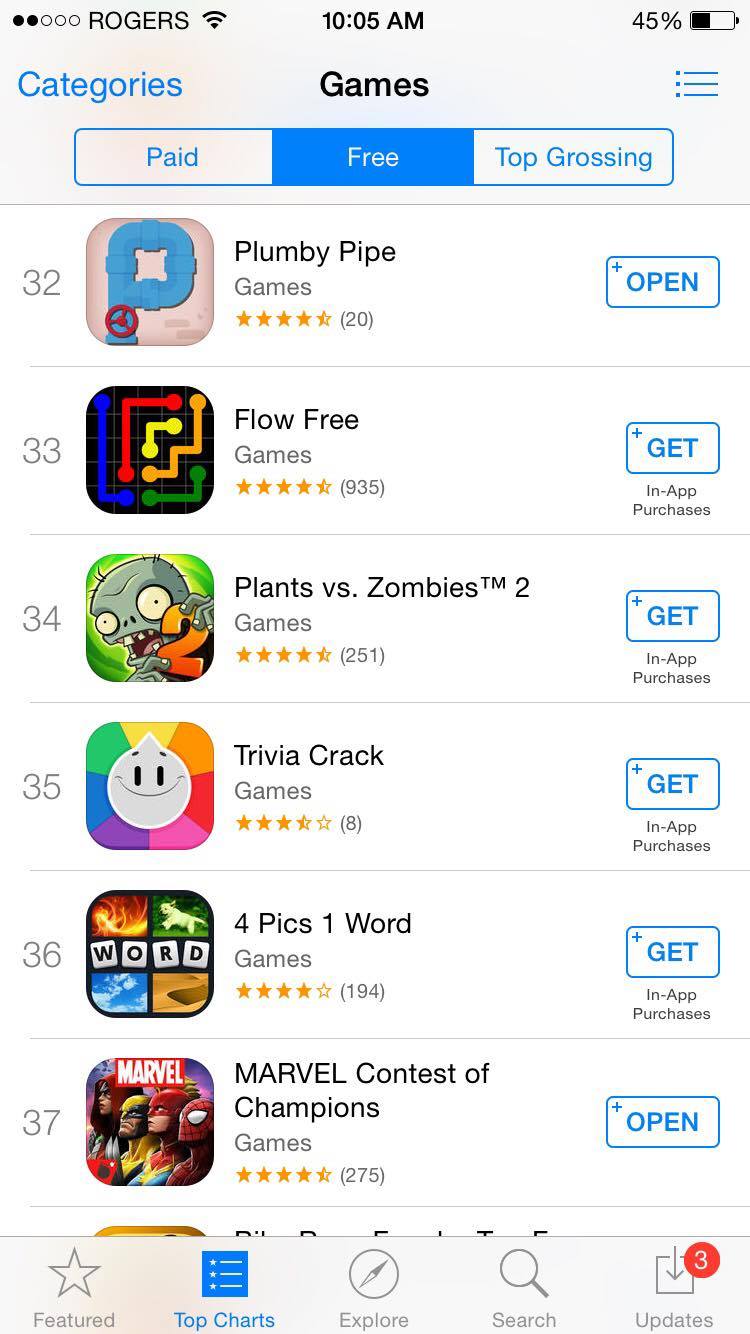 ROGERS 10:05 AM 45%
Categories Games
Paid Free Top Grossing
32
Plumby Pipe
Games
(20)
+ OPEN
33
Flow Free
Games
(935)
+ GET
In-App
Purchases
34
Plants vs. Zombies™ 2
Games
(251)
+ GET
In-App
Purchases
35
Trivia Crack
Games
(8)
+ GET
In-App
Purchases
36
WORD
4 Pics 1 Word
Games
(194)
+ GET
In-App
Purchases
37
MARVEL
MARVEL Contest of
Champions
Games
(275)
+ OPEN
3
Featured Top Charts Explore Search Updates